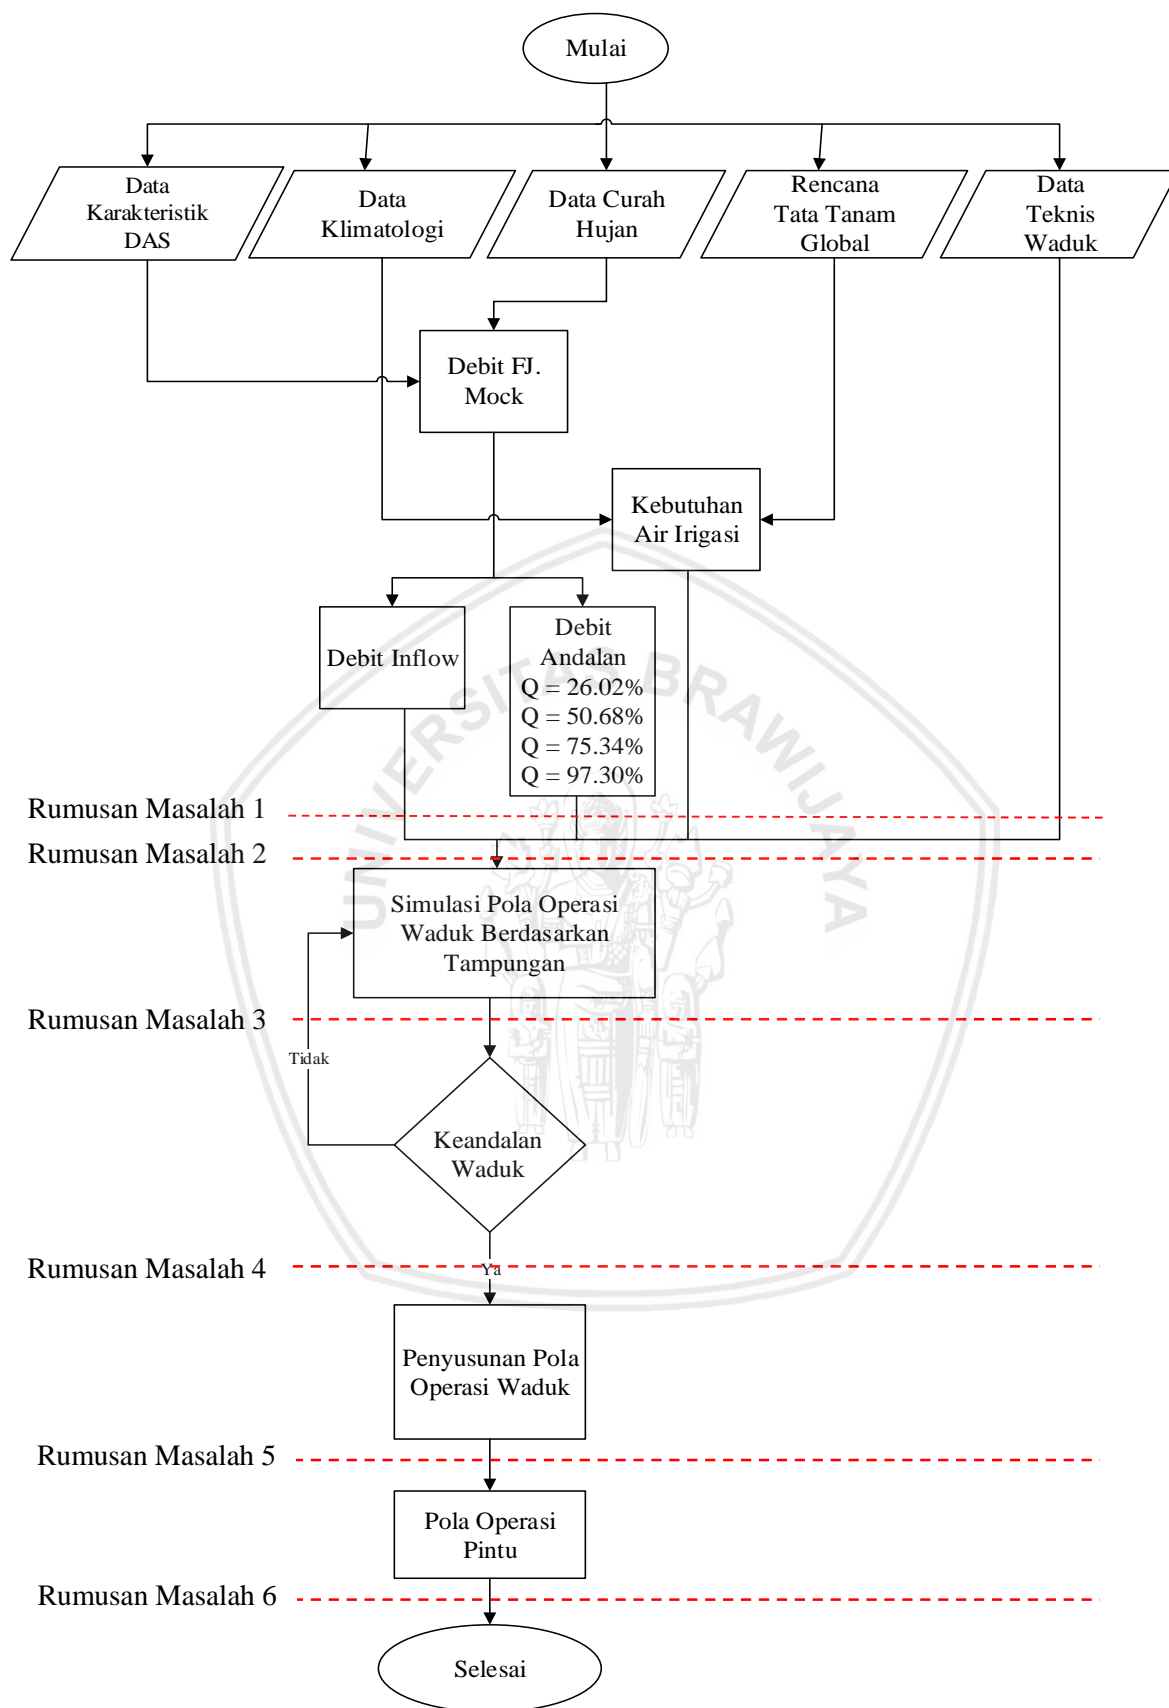 Mulai
Data
Karakteristik
DAS
Data
Klimatologi
Data Curah
Hujan
Rencana
Tata Tanam
Global
Data
Teknis
Waduk
Debit FJ.
Mock
Kebutuhan
Air Irigasi
Debit Inflow
Debit
Andalan
Q = 26.02%
Q = 50.68%
Q = 75.34%
Q = 97.30%
UNIVERSITAS BRAWIJAYA
Rumusan Masalah 1
Rumusan Masalah 2
Simulasi Pola Operasi
Waduk Berdasarkan
Tampungan
Rumusan Masalah 3
Tidak
Keandalan
Waduk
Rumusan Masalah 4
Ya
Penyusunan Pola
Operasi Waduk
Rumusan Masalah 5
Pola Operasi
Pintu
Rumusan Masalah 6
Selesai